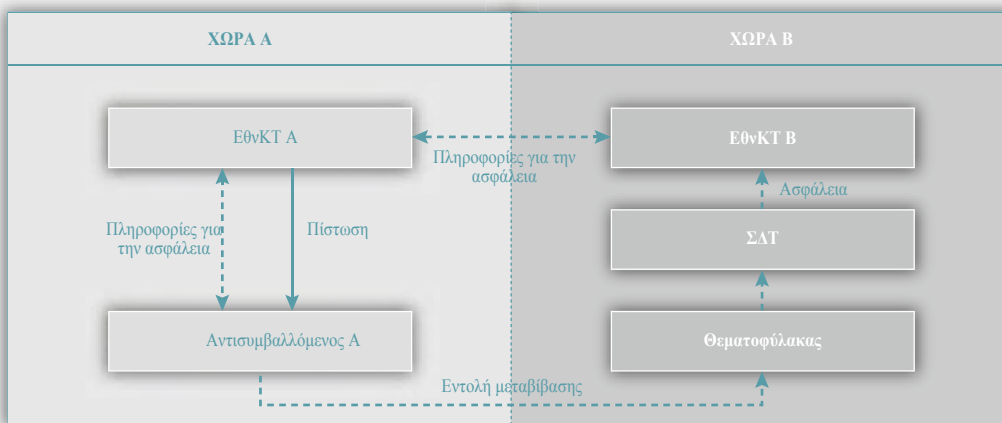 ΧΩΡΑ Α
ΧΩΡΑ Β
ΕθνΚΤ Α
ΕθνΚΤ Β
Πληροφορίες για την
ασφάλεια
Ασφάλεια
Πληροφορίες για
την ασφάλεια
Πίστωση
ΣΔΤ
Αντισυμβαλλόμενος Α
Θεματοφύλακας
Εντολή μεταβίβασης